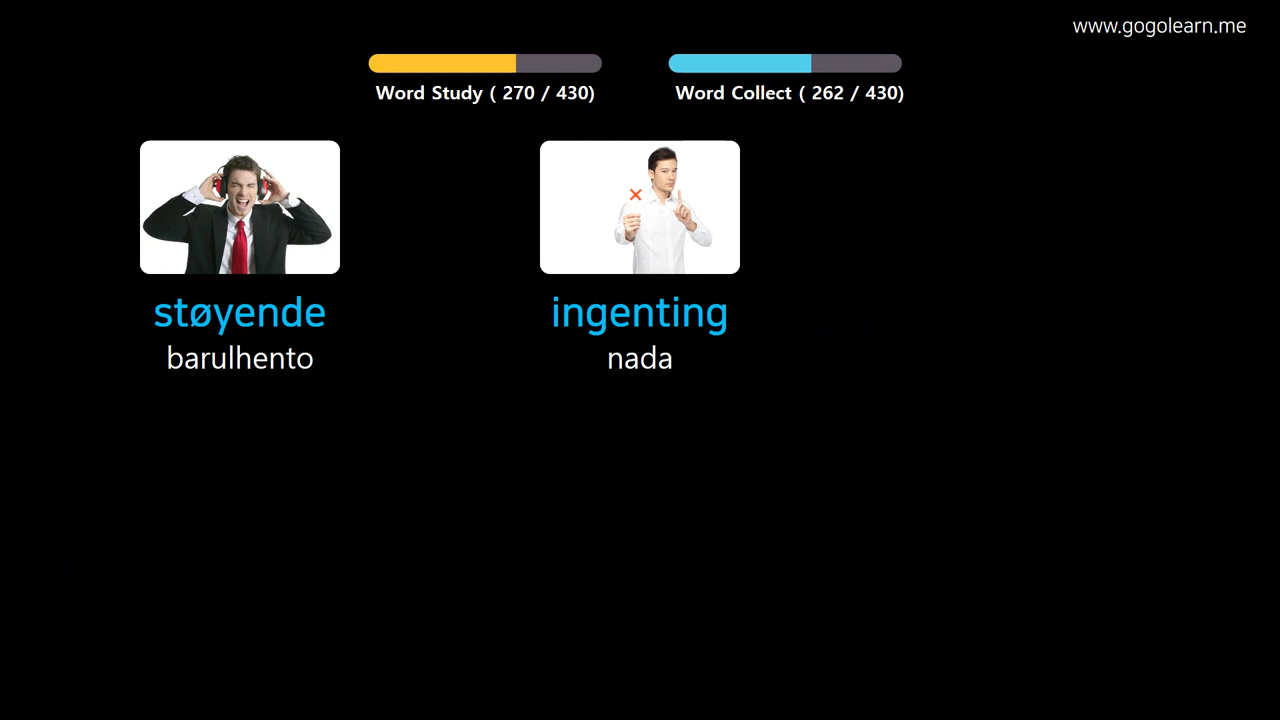 www.gogolearn.me
Word Study ( 270 / 430)
Word Collect ( 262 / 430)
støyende
barulhento
ingenting
nada